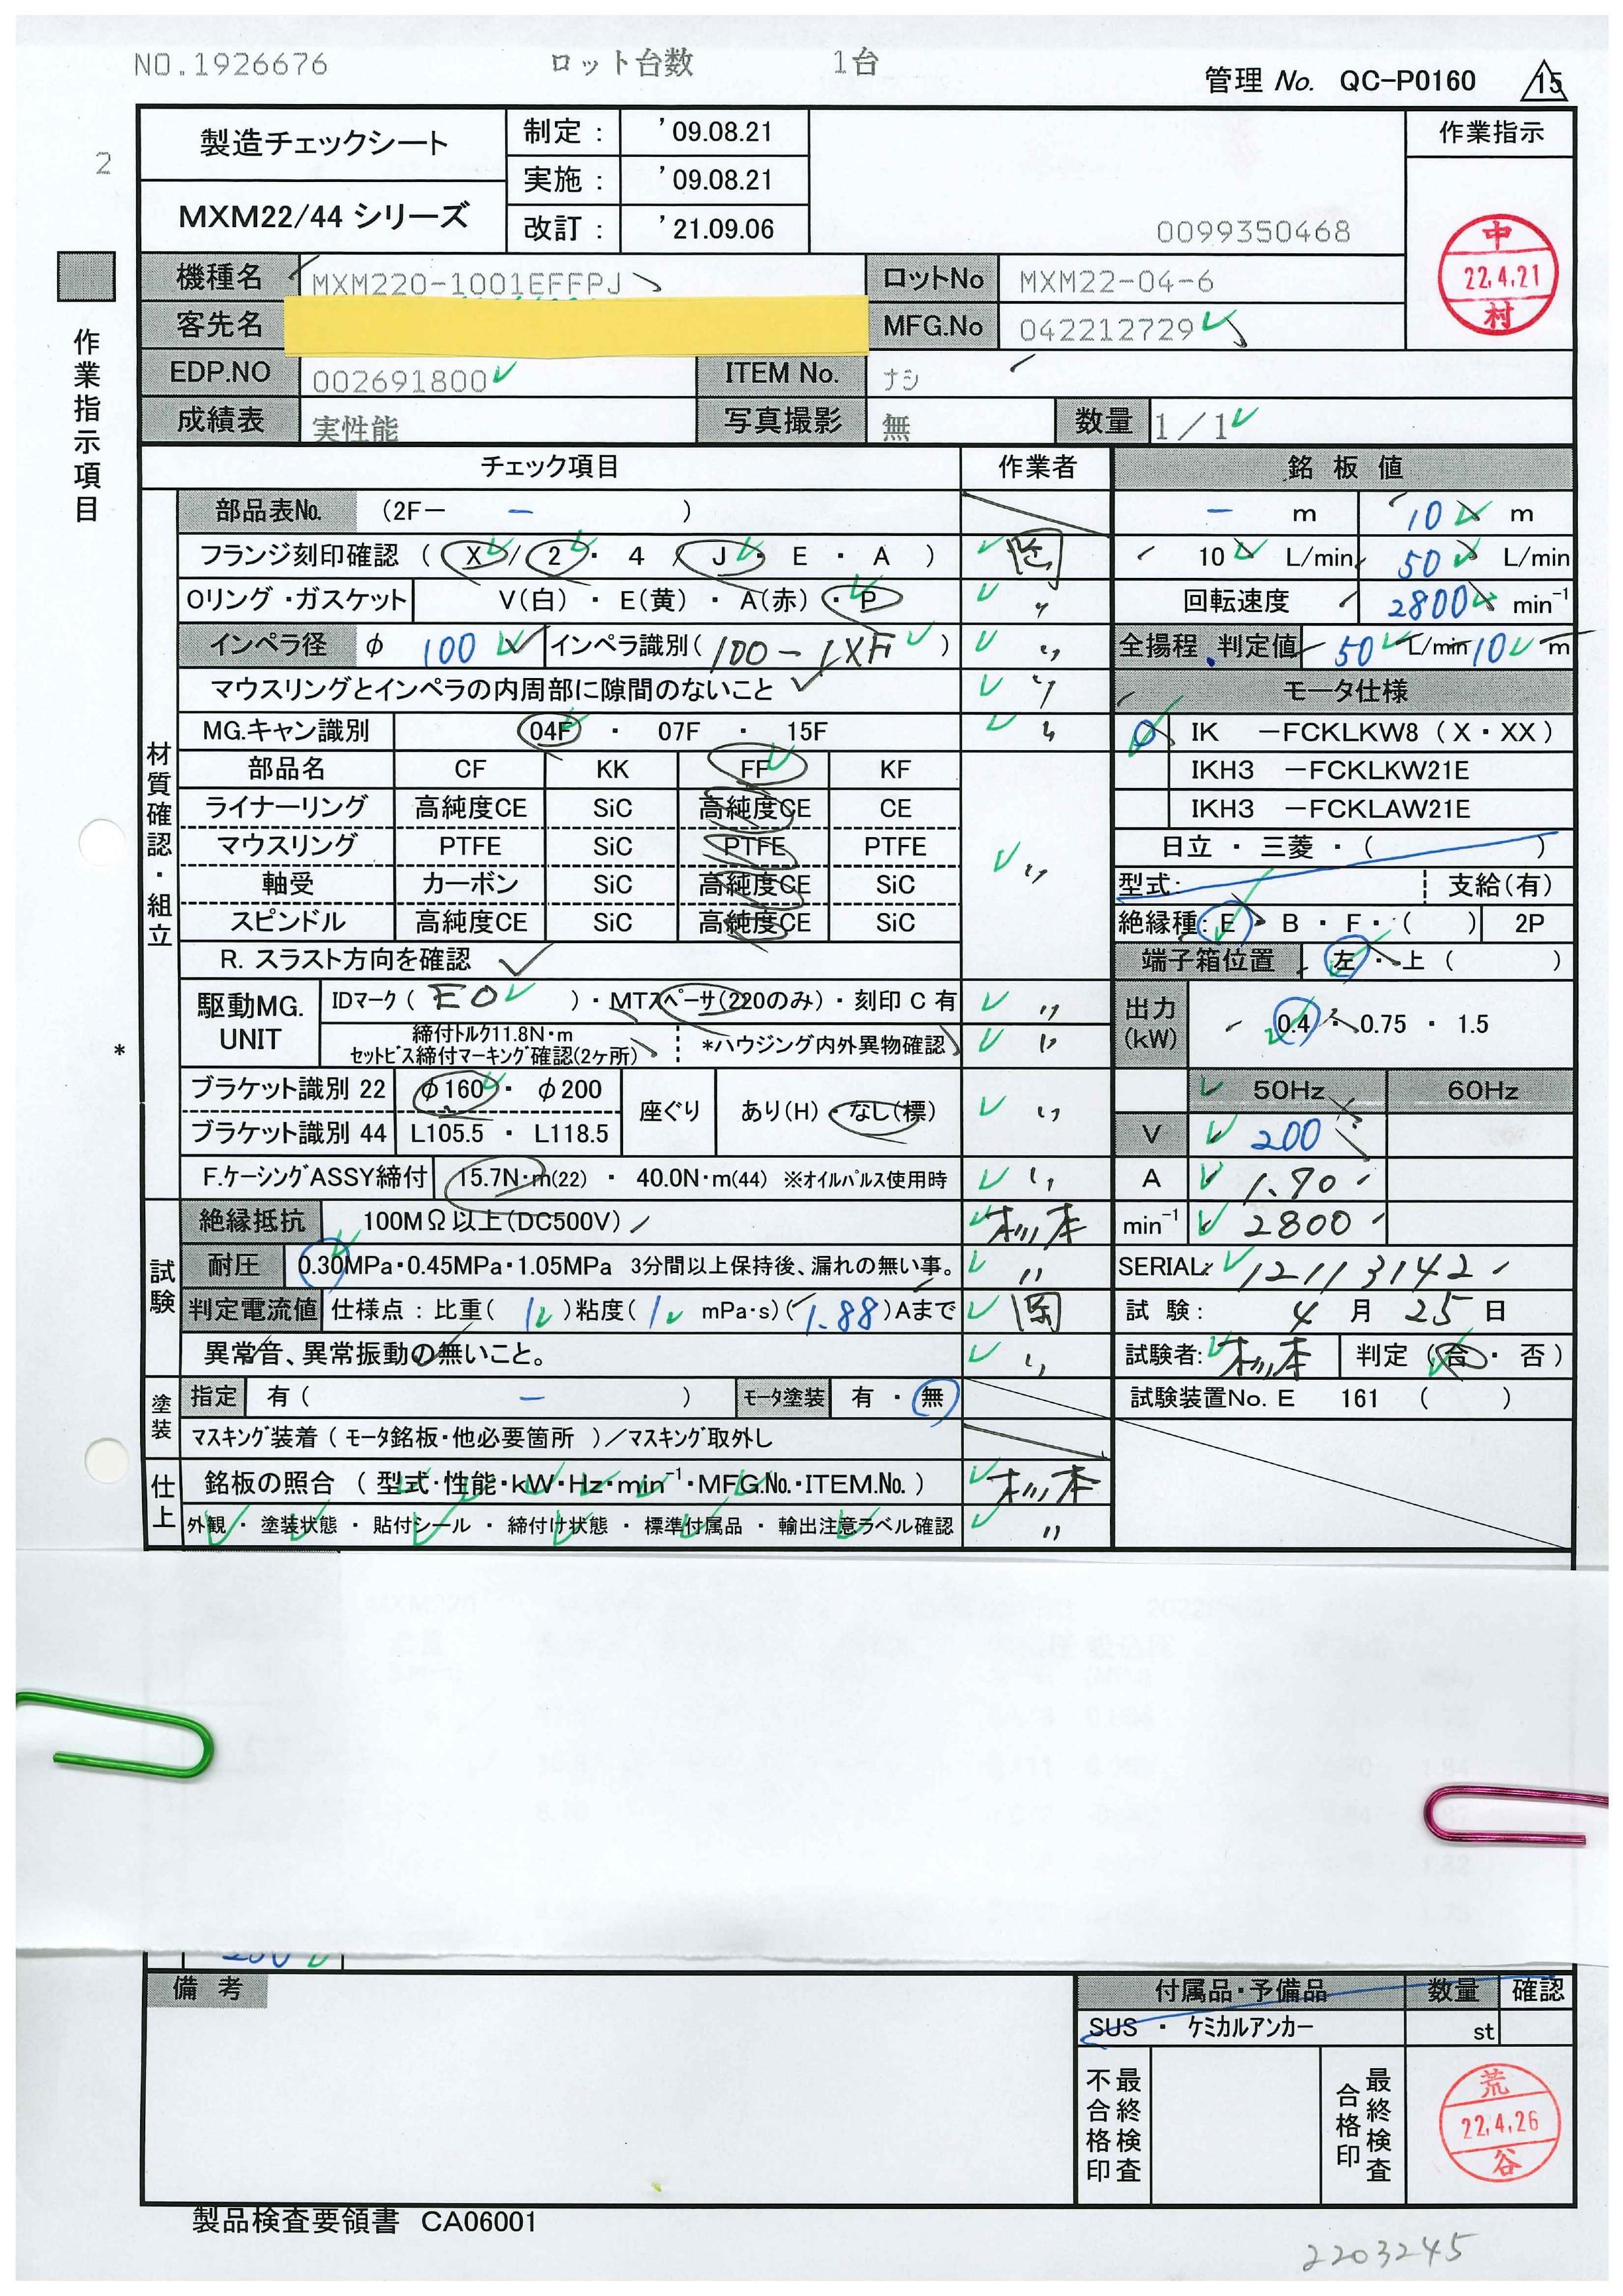 NO.1926676 ロット台数 1台
管理 No. QC-P0160 15
2
製造チェックシート 制定： '09.08.21 作業指示
実施： '09.08.21
MXM22/44 シリーズ 改訂： '21.09.06 0099350468
中 22.4.21 村
機種名 MXM220-1001EFFPJ ロットNo MXM22-04-6
客先名 MFG.No 042212729
EDP.NO 002691800 ITEM No. ナシ
成績表 実性能 写真撮影 無 数量 1／1
作業指示項目
チェック項目 作業者 銘板値
材質確認・組立
部品表No. (2F－ － ) － m 10 m
フランジ刻印確認 ( X / 2 ・ 4 / J ・ E ・ A ) 10 L/min 50 L/min
Oリング・ガスケット V(白) ・ E(黄) ・ A(赤) ・ P 〃 回転速度 2800 min⁻¹
インペラ径 φ 100 インペラ識別( 100-1XF ) 〃 全揚程 判定値 50 L/min 10 m
マウスリングとインペラの内周部に隙間のないこと 〃 モータ仕様
MG.キャン識別 04F ・ 07F ・ 15F 〃 IK －FCKLKW8 ( X・XX )
部品名 CF KK FF KF IKH3 －FCKLKW21E
ライナーリング 高純度CE SiC 高純度CE CE IKH3 －FCKLAW21E
マウスリング PTFE SiC PTFE PTFE 〃 日立 ・ 三菱 ・ ( )
軸受 カーボン SiC 高純度CE SiC 型式: 支給(有)
スピンドル 高純度CE SiC 高純度CE SiC 絶縁種: E ・ B ・ F ・ ( ) 2P
R. スラスト方向を確認 端子箱位置 左 ・ 上 ( )
駆動MG. UNIT IDマーク ( EO ) ・ MTスペーサ(220のみ) ・ 刻印 C 有 〃 出力 (kW) 0.4 ・ 0.75 ・ 1.5
* 締付トルク11.8N・m
セットビス締付マーキング確認(2ヶ所) *ハウジング内外異物確認 〃
ブラケット識別 22 φ160 ・ φ200 座ぐり あり(H) ・ なし(標) 〃 50Hz 60Hz
ブラケット識別 44 L105.5 ・ L118.5 V 200
F.ケーシングASSY締付 15.7N・m(22) ・ 40.0N・m(44) ※オイルパルス使用時 〃 A 1.70
試験
絶縁抵抗 100MΩ以上(DC500V) 松本 min⁻¹ 2800
耐圧 0.30MPa・0.45MPa・1.05MPa 3分間以上保持後、漏れの無い事。 〃 SERIAL: 12113142
判定電流値 仕様点：比重( 1 )粘度( 1 mPa・s)( 1.88 )Aまで 試験： 4 月 25 日
異常音、異常振動の無いこと。 〃 試験者: 松本 判定 ( 合 ・ 否 )
塗装
指定 有 ( － ) モータ塗装 有 ・ 無 試験装置No. E 161 ( )
マスキング装着 ( モータ銘板・他必要箇所 ) ／マスキング取外し
仕上
銘板の照合 ( 型式・性能・kW・Hz・min⁻¹・MFG.No.・ITEM.No. ) 松本
外観 ・ 塗装状態 ・ 貼付シール ・ 締付け状態 ・ 標準付属品 ・ 輸出注意ラベル確認 〃
備考 付属品・予備品 数量 確認
SUS ・ ケミカルアンカー st
最終検査不合格印 最終検査合格印 荒 22.4.26 谷
製品検査要領書 CA06001
2203245